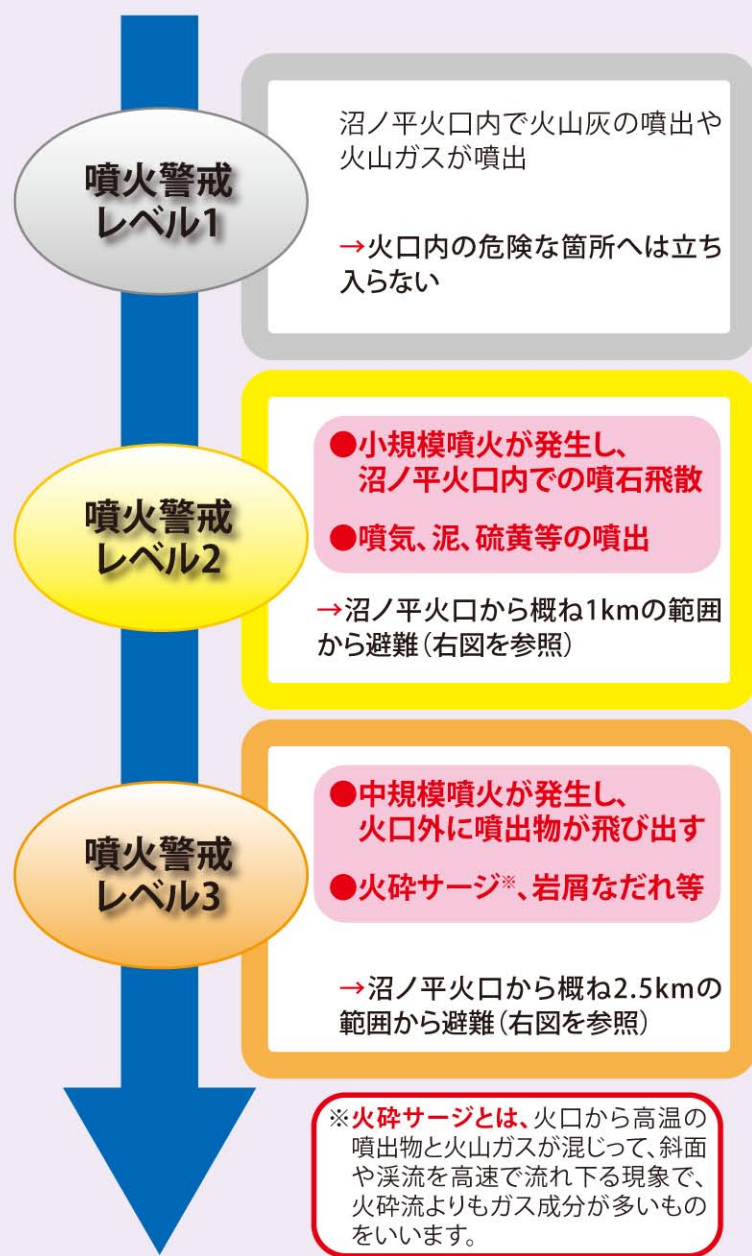 噴火警戒
レベル1
沼ノ平火口内で火山灰の噴出や
火山ガスが噴出
→火口内の危険な箇所へは立ち
入らない
噴火警戒
レベル2
●小規模噴火が発生し、
沼ノ平火口内での噴石飛散
●噴気、泥、硫黄等の噴出
→沼ノ平火口から概ね1kmの範囲
から避難(右図を参照)
噴火警戒
レベル3
●中規模噴火が発生し、
火口外に噴出物が飛び出す
●火砕サージ※、岩屑なだれ等
→沼ノ平火口から概ね2.5kmの
範囲から避難(右図を参照)
※火砕サージとは、火口から高温の
噴出物と火山ガスが混じって、斜面
や渓流を高速で流れ下る現象で、
火砕流よりもガス成分が多いもの
をいいます。